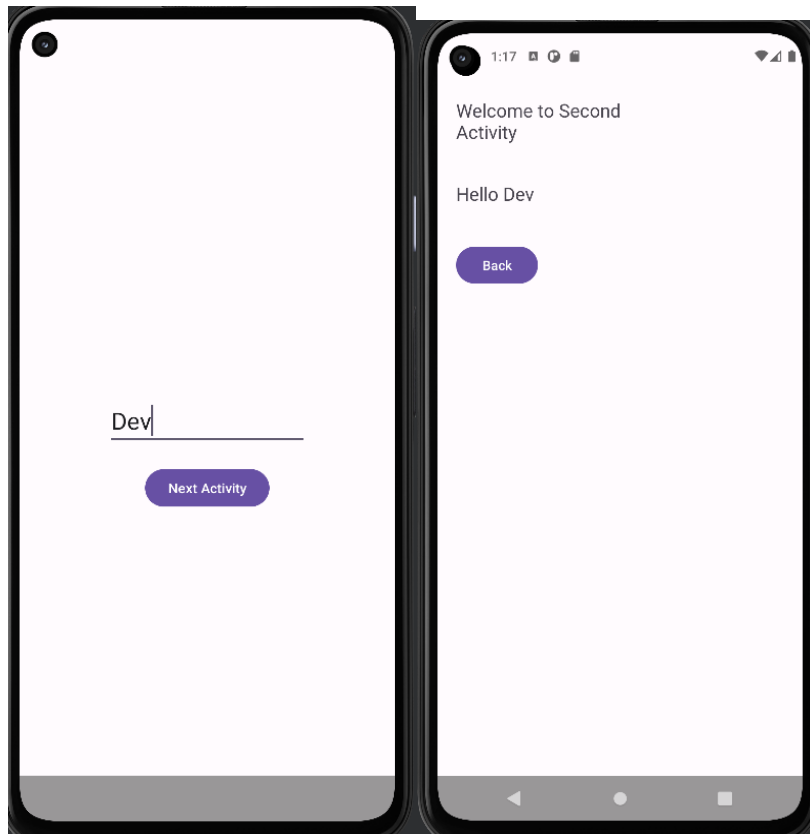 Dev
Next Activity
1:17
Welcome to Second
Activity
Hello Dev
Back